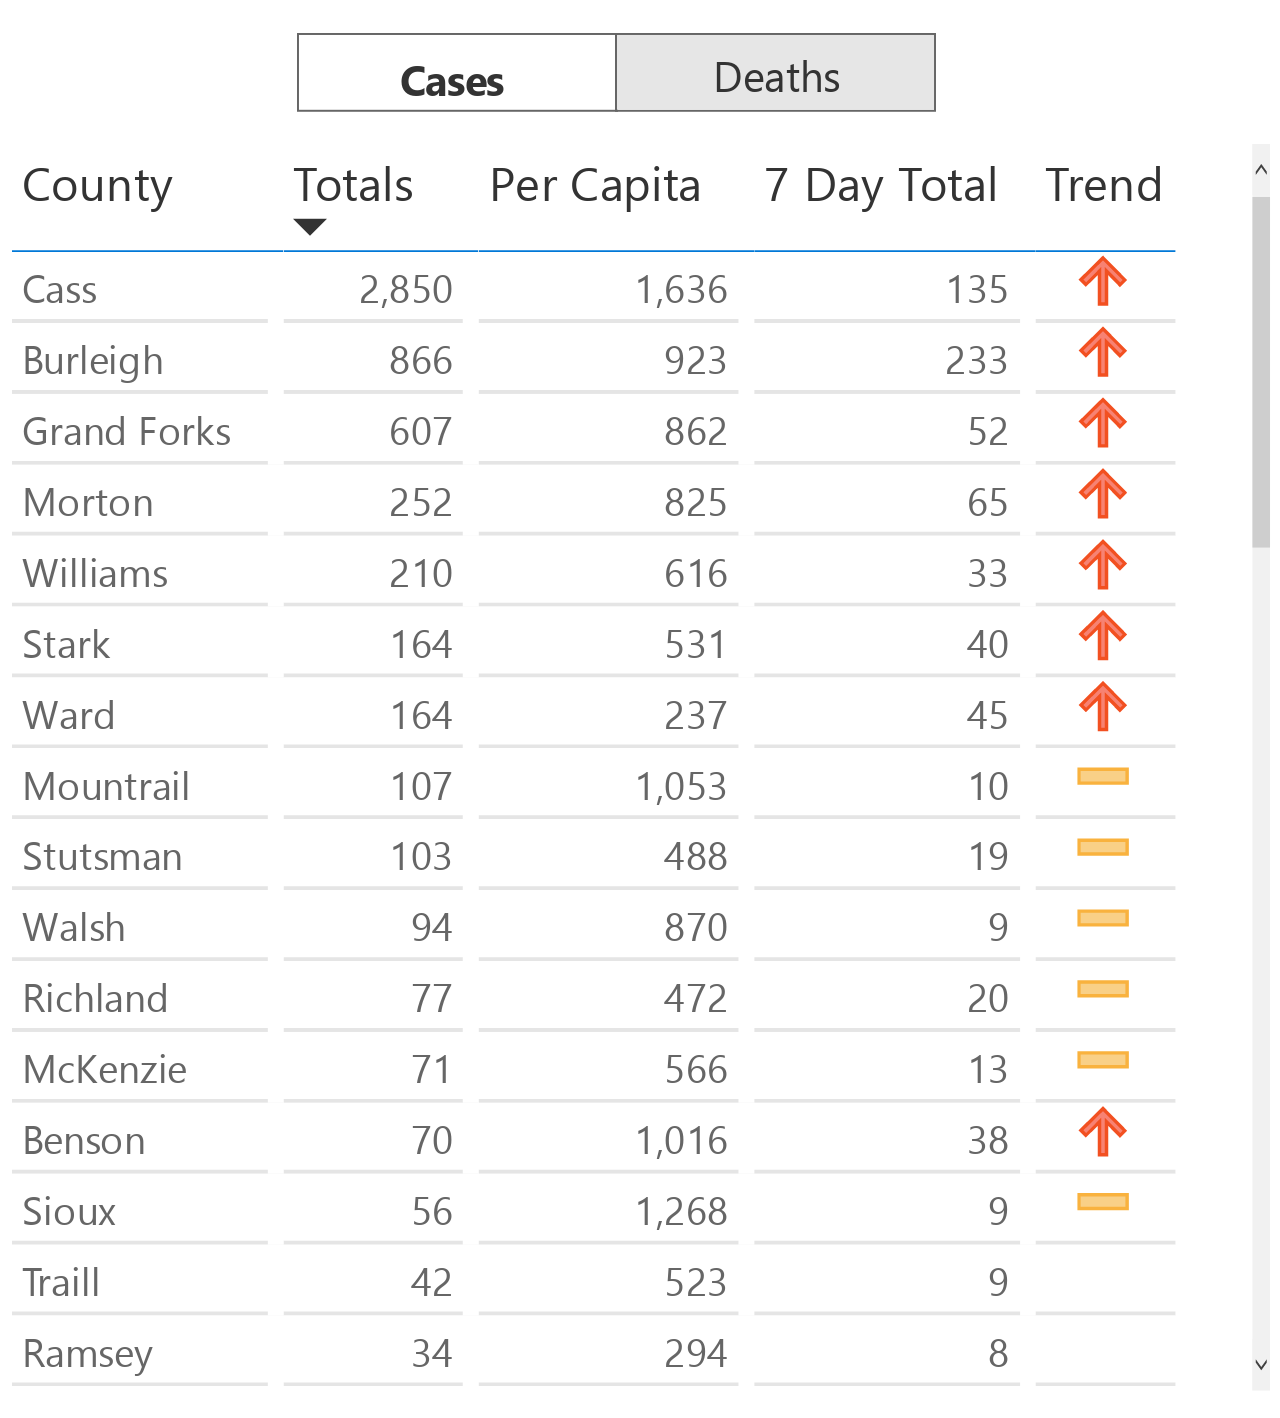 Cases Deaths
County Totals Per Capita 7 Day Total Trend
Cass 2,850 1,636 135
Burleigh 866 923 233
Grand Forks 607 862 52
Morton 252 825 65
Williams 210 616 33
Stark 164 531 40
Ward 164 237 45
Mountrail 107 1,053 10
Stutsman 103 488 19
Walsh 94 870 9
Richland 77 472 20
McKenzie 71 566 13
Benson 70 1,016 38
Sioux 56 1,268 9
Traill 42 523 9
Ramsey 34 294 8